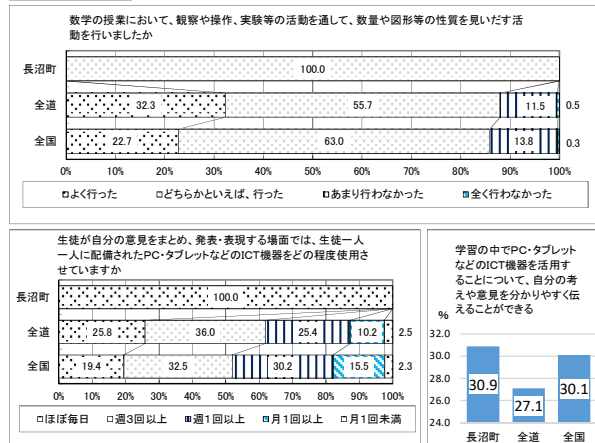 数学の授業において、観察や操作、実験等の活動を通して、数量や図形等の性質を見いだす活
動を行いましたか
長沼町
100.0
全道
32.3
55.7
11.5
0.5
全国
22.7
63.0
13.8
0.3
0% 10% 20% 30% 40% 50% 60% 70% 80% 90% 100%
よく行った どちらかといえば、行った あまり行わなかった 全く行わなかった
生徒が自分の意見をまとめ、発表・表現する場面では、生徒一人
一人に配備されたPC・タブレットなどのICT機器をどの程度使用さ
せていますか
長沼町
100.0
全道
25.8
36.0
25.4
10.2
2.5
全国
19.4
32.5
30.2
15.5
2.3
0% 10% 20% 30% 40% 50% 60% 70% 80% 90% 100%
ほぼ毎日 週3回以上 週1回以上 月1回以上 月1回未満
学習の中でPC・タブレット
などのICT機器を活用す
ることについて、自分の考
えや意見を分かりやすく伝
えることができる
%
32.0
30.0
28.0
26.0
24.0
30.9
27.1
30.1
長沼町 全道 全国